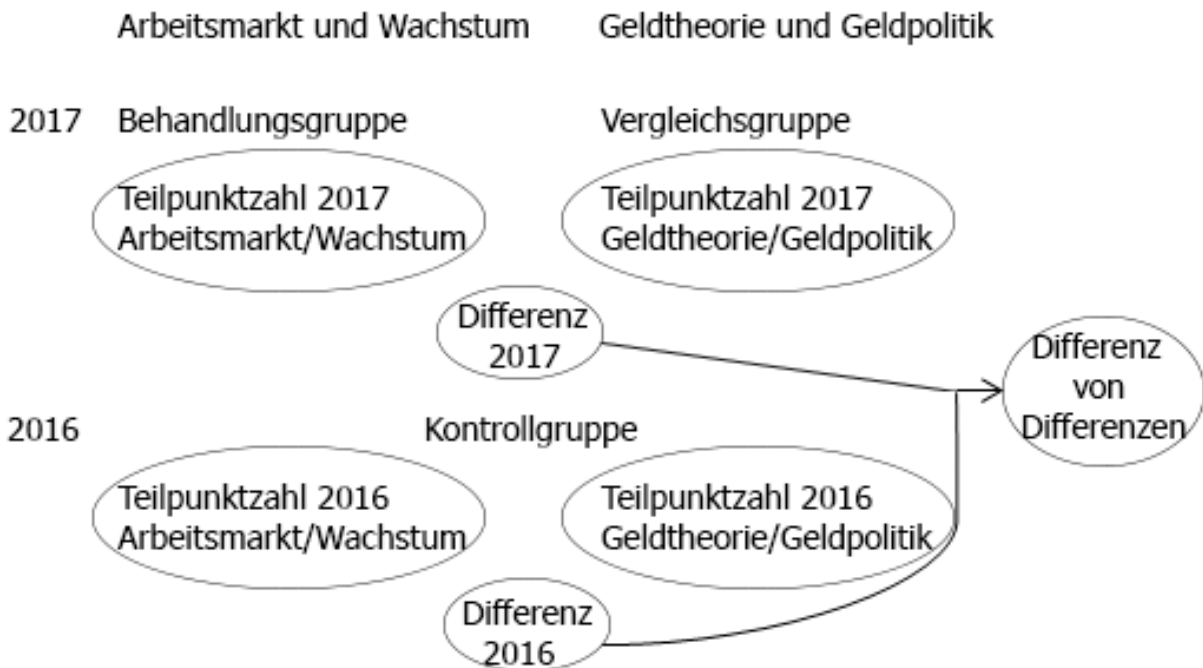 Arbeitsmarkt und Wachstum Geldtheorie und Geldpolitik
2017 Behandlungsgruppe Vergleichsgruppe
Teilpunktzahl 2017
Arbeitsmarkt/Wachstum
Teilpunktzahl 2017
Geldtheorie/Geldpolitik
Differenz
2017
Differenz
von
Differenzen
2016 Kontrollgruppe
Teilpunktzahl 2016
Arbeitsmarkt/Wachstum
Teilpunktzahl 2016
Geldtheorie/Geldpolitik
Differenz
2016